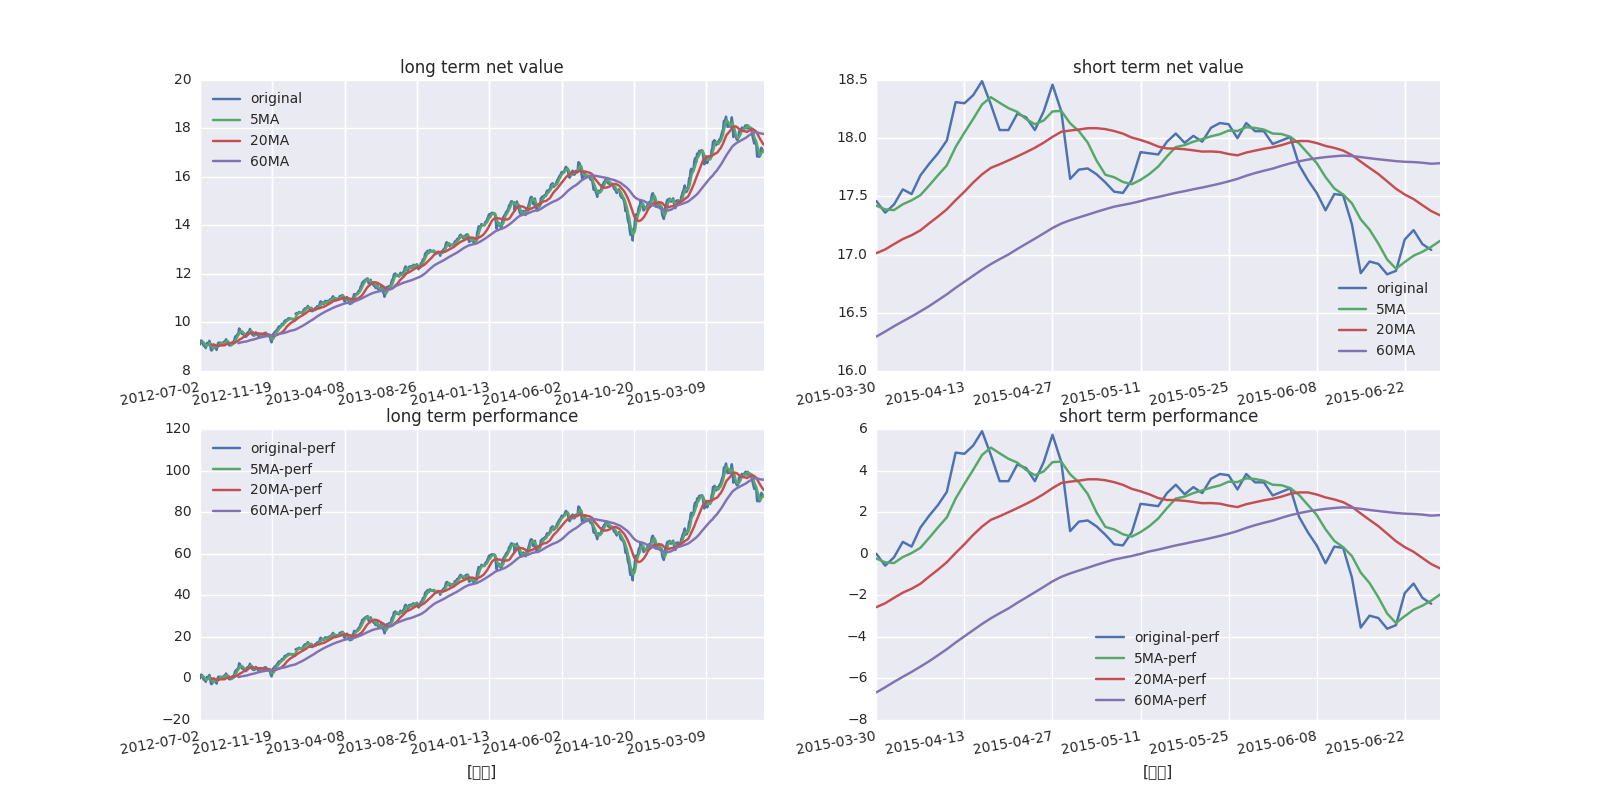 long term net value
20
18
16
14
12
10
8
original
5MA
20MA
60MA
2012-07-02 2012-11-19 2013-04-08 2013-08-26 2014-01-13 2014-06-02 2014-10-20 2015-03-09
short term net value
18.5
18.0
17.5
17.0
16.5
16.0
original
5MA
20MA
60MA
2015-03-30 2015-04-13 2015-04-27 2015-05-11 2015-05-25 2015-06-08 2015-06-22
long term performance
120
100
80
60
40
20
0
−20
original-perf
5MA-perf
20MA-perf
60MA-perf
2012-07-02 2012-11-19 2013-04-08 2013-08-26 2014-01-13 2014-06-02 2014-10-20 2015-03-09
[▯▯]
short term performance
6
4
2
0
−2
−4
−6
−8
original-perf
5MA-perf
20MA-perf
60MA-perf
2015-03-30 2015-04-13 2015-04-27 2015-05-11 2015-05-25 2015-06-08 2015-06-22
[▯▯]